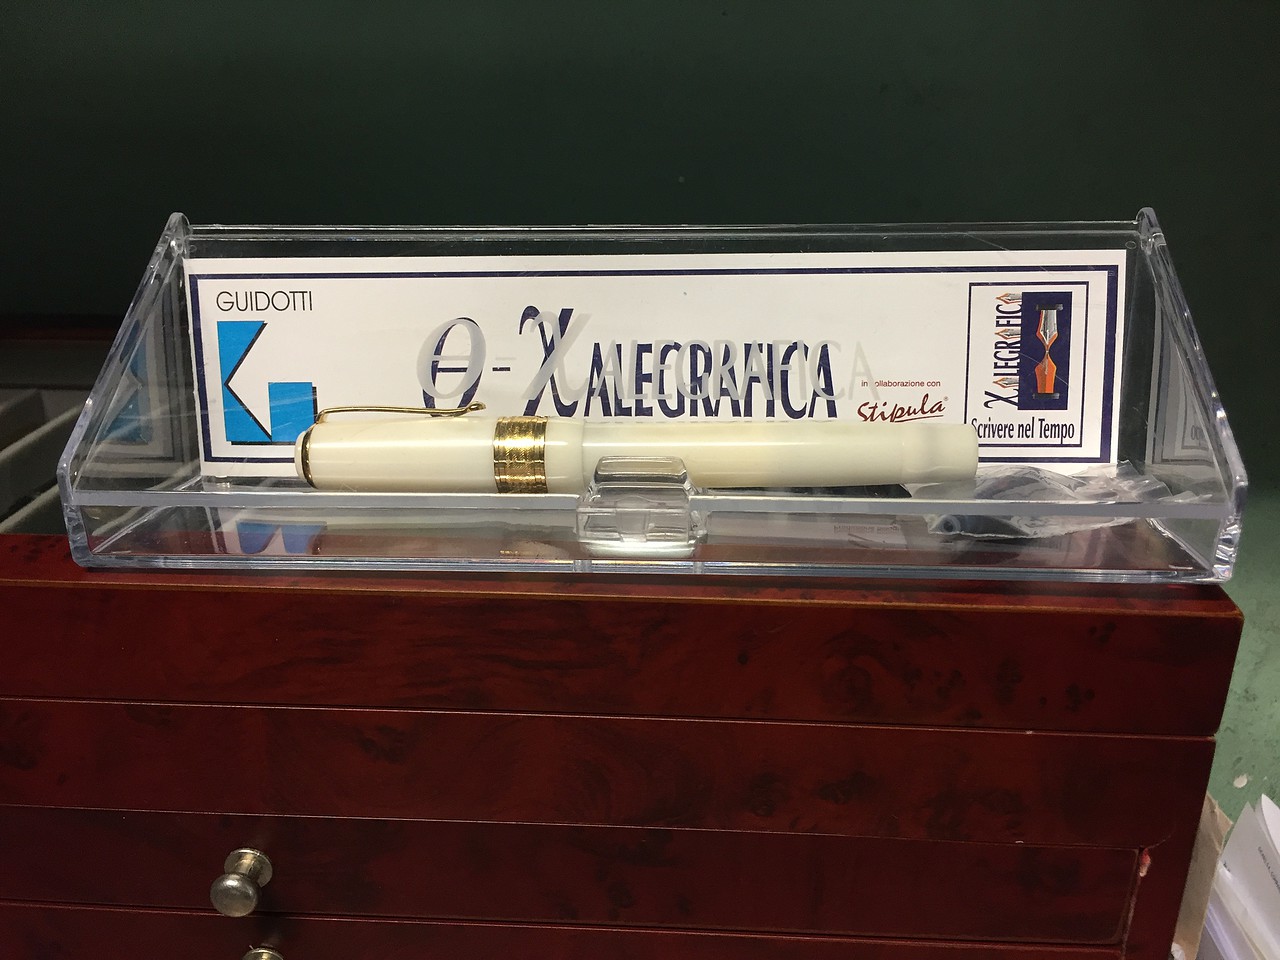 GUIDOTTI
θ-XALEGRAFICA
in collaborazione con
Stipula®
XALEGRAFICA
Scrivere nel Tempo